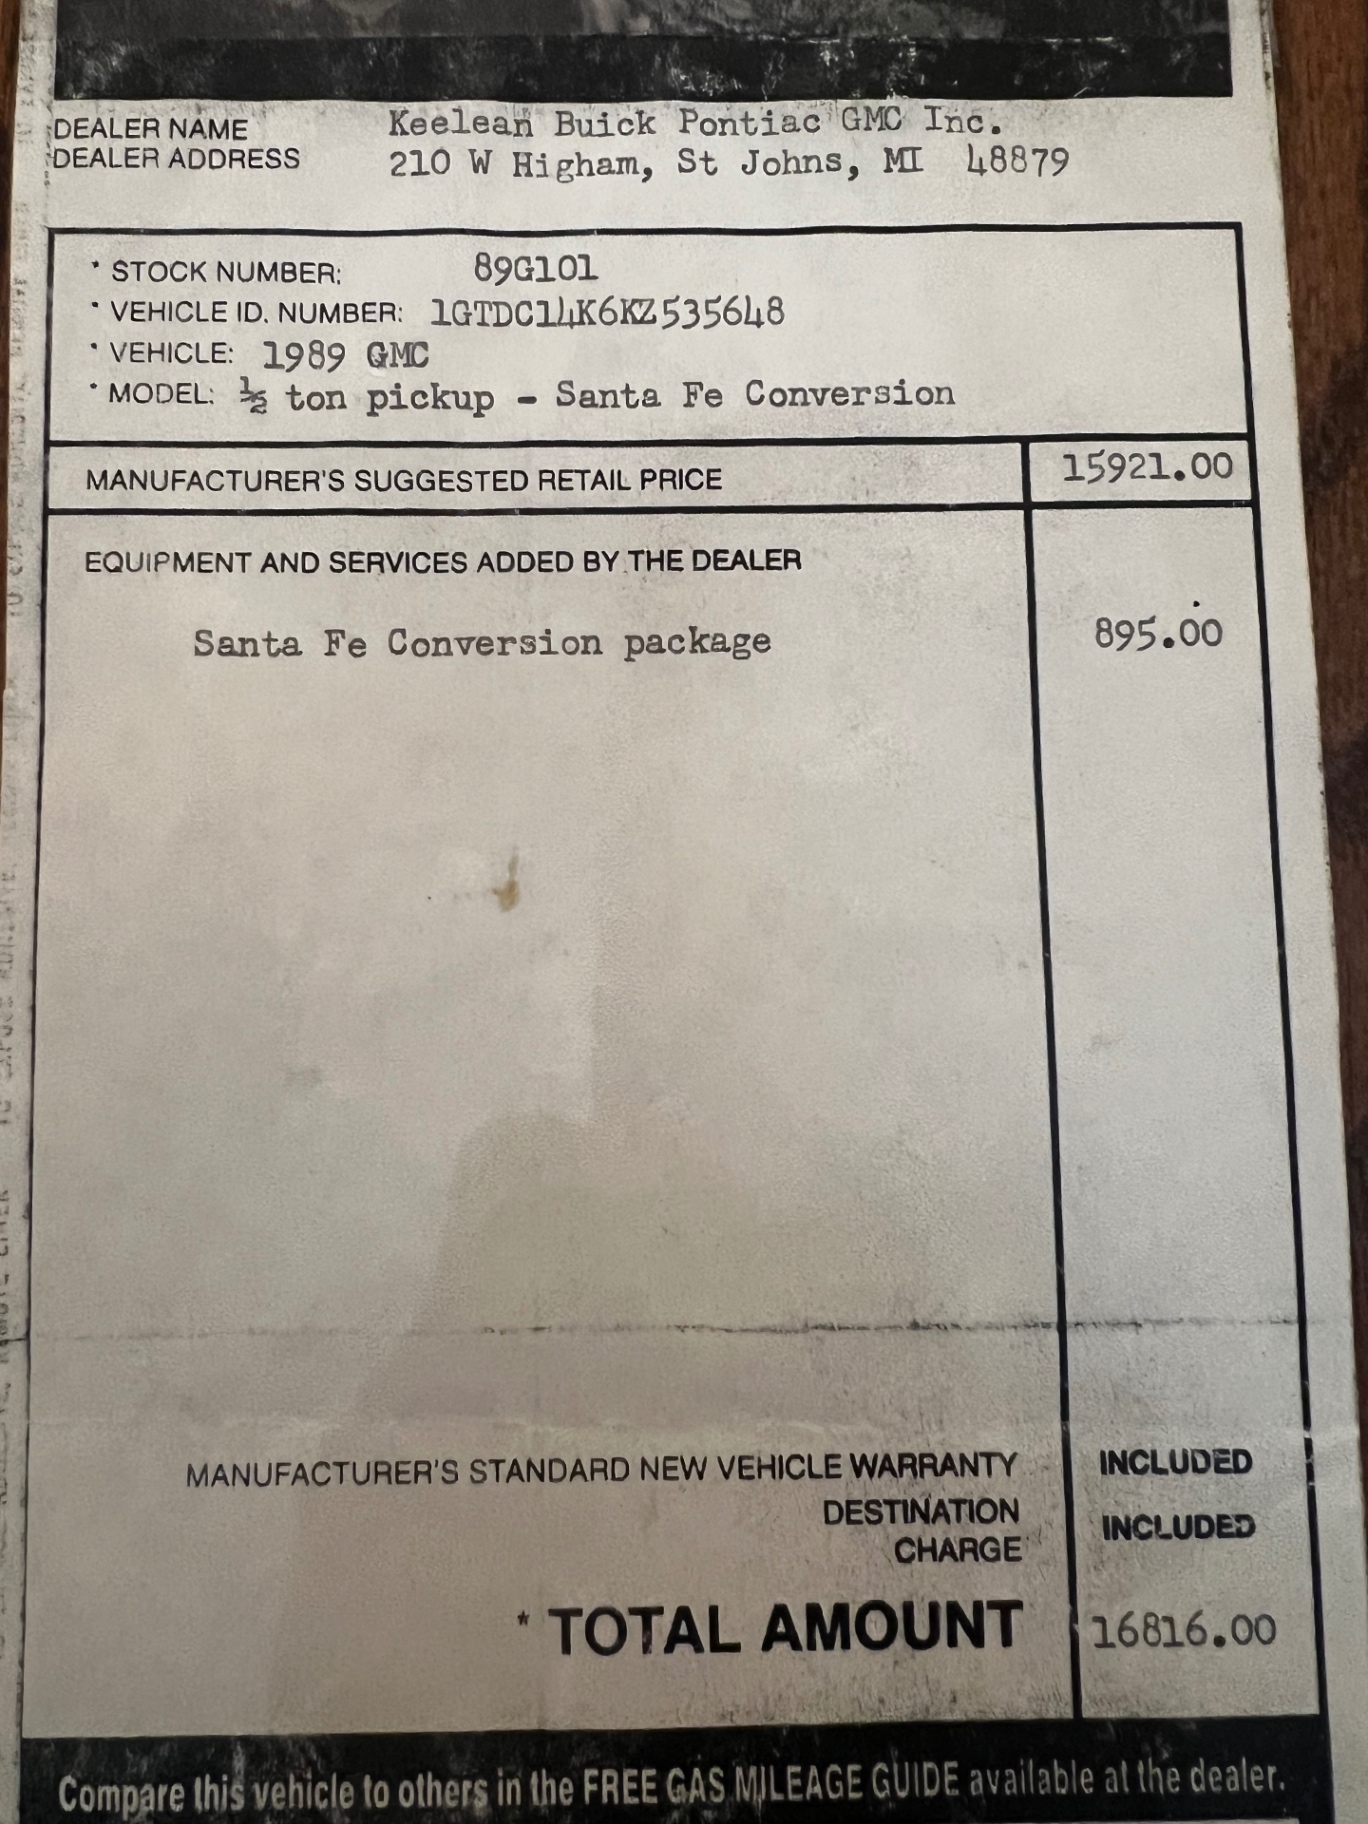 DEALER NAME Keelean Buick Pontiac GMC Inc.
DEALER ADDRESS 210 W Higham, St Johns, MI 48879
* STOCK NUMBER: 89G101
* VEHICLE ID. NUMBER: 1GTDC14K6KZ535648
* VEHICLE: 1989 GMC
* MODEL: ½ ton pickup - Santa Fe Conversion
MANUFACTURER'S SUGGESTED RETAIL PRICE 15921.00
EQUIPMENT AND SERVICES ADDED BY THE DEALER
Santa Fe Conversion package 895.00
MANUFACTURER'S STANDARD NEW VEHICLE WARRANTY INCLUDED
DESTINATION
CHARGE INCLUDED
* TOTAL AMOUNT 16816.00
Compare this vehicle to others in the FREE GAS MILEAGE GUIDE available at the dealer.